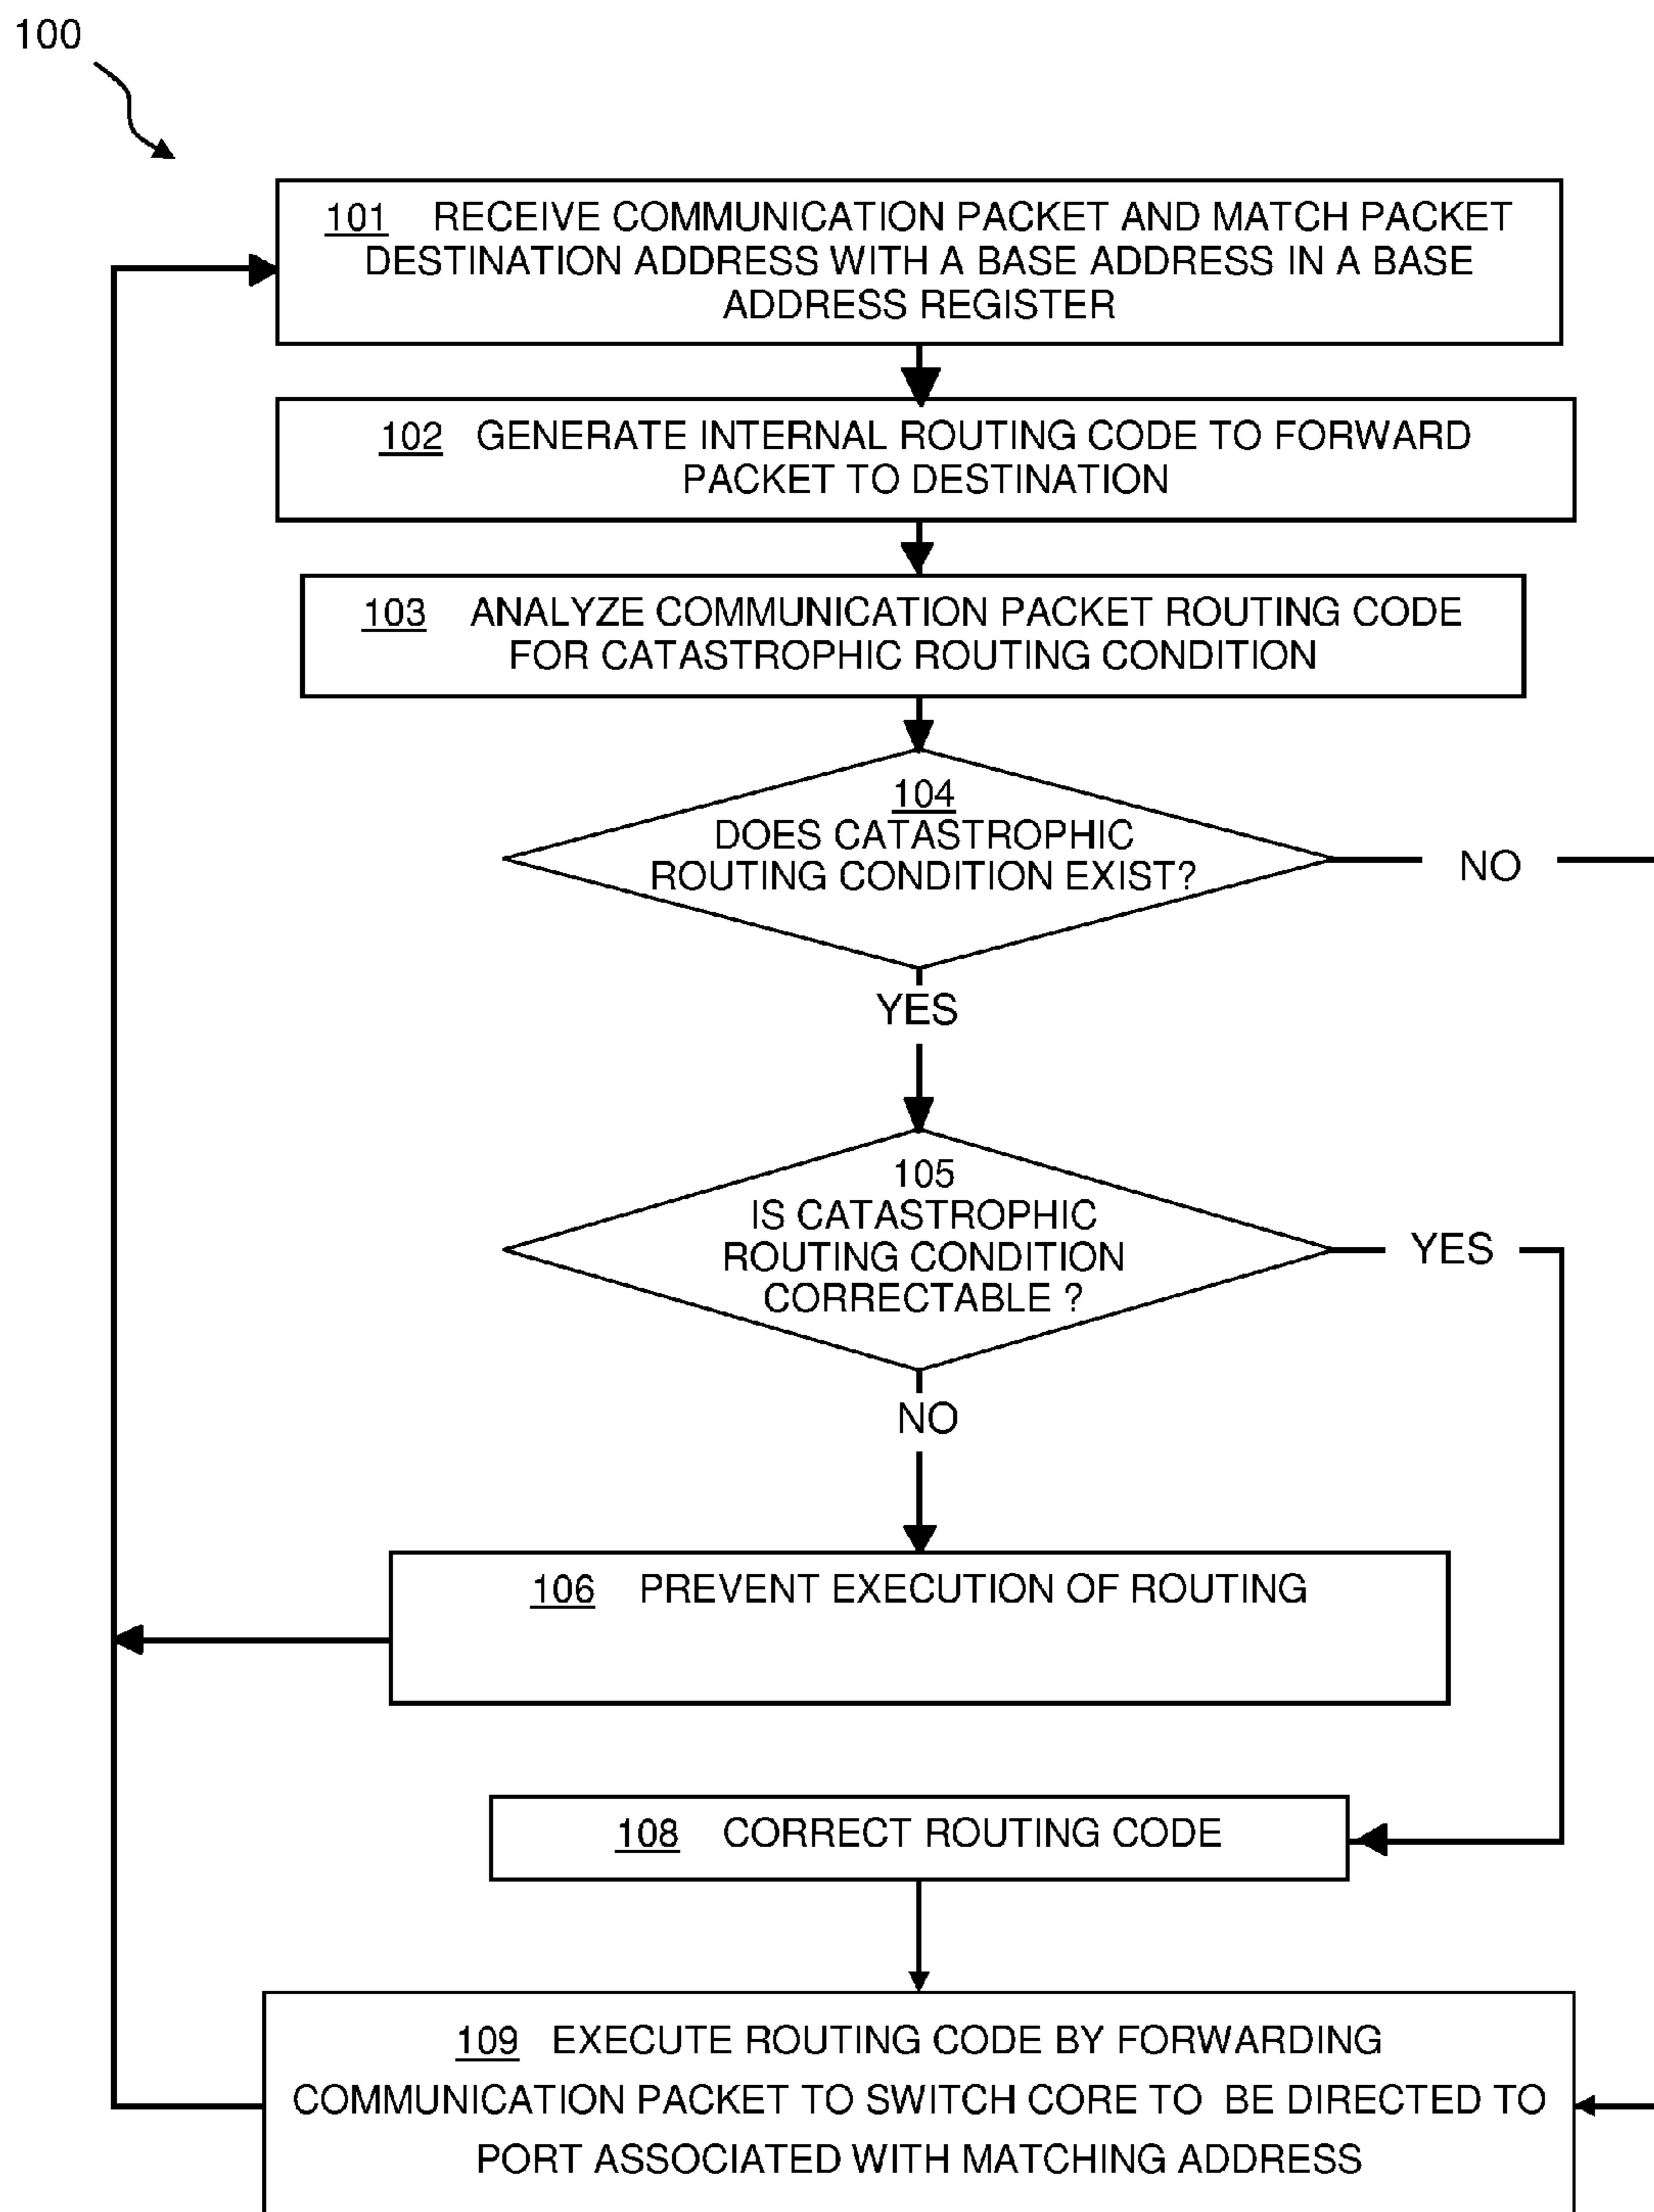 100
101 RECEIVE COMMUNICATION PACKET AND MATCH PACKET
DESTINATION ADDRESS WITH A BASE ADDRESS IN A BASE
ADDRESS REGISTER
102 GENERATE INTERNAL ROUTING CODE TO FORWARD
PACKET TO DESTINATION
103 ANALYZE COMMUNICATION PACKET ROUTING CODE
FOR CATASTROPHIC ROUTING CONDITION
104
DOES CATASTROPHIC
ROUTING CONDITION EXIST?
NO
YES
105
IS CATASTROPHIC
ROUTING CONDITION
CORRECTABLE ?
YES
NO
106 PREVENT EXECUTION OF ROUTING
108 CORRECT ROUTING CODE
109 EXECUTE ROUTING CODE BY FORWARDING
COMMUNICATION PACKET TO SWITCH CORE TO BE DIRECTED TO
PORT ASSOCIATED WITH MATCHING ADDRESS